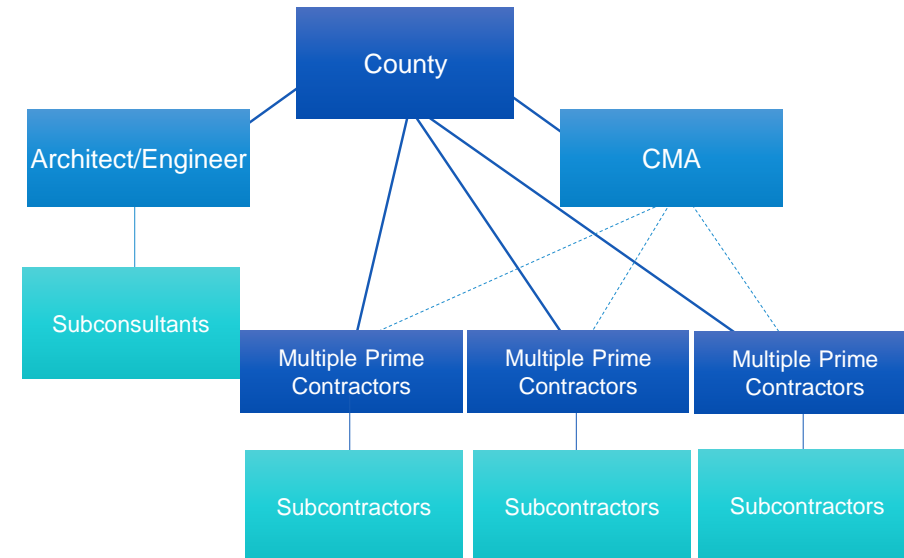 County
Architect/Engineer
CMA
Subconsultants
Multiple Prime
Contractors
Multiple Prime
Contractors
Multiple Prime
Contractors
Subcontractors
Subcontractors
Subcontractors